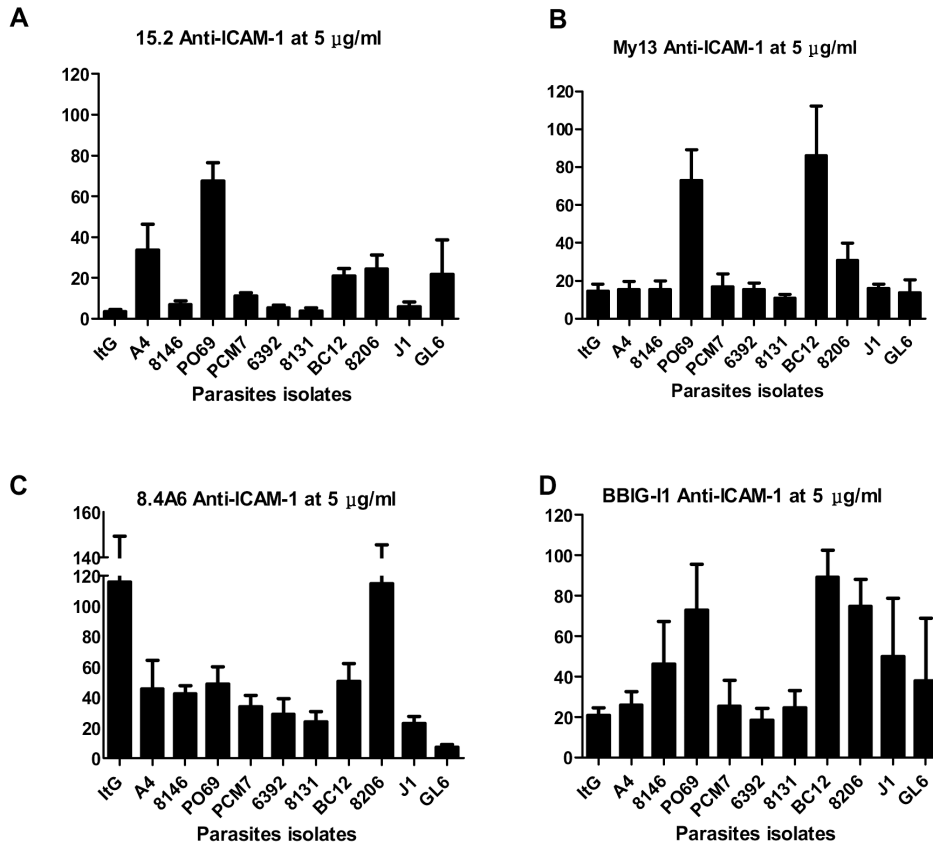 A
15.2 Anti-ICAM-1 at 5 µg/ml
120
100
80
60
40
20
0
ItG A4 8146 PO69 PCM7 6392 8131 BC12 8206 J1 GL6
Parasites isolates
B
My13 Anti-ICAM-1 at 5 µg/ml
120
100
80
60
40
20
0
ItG A4 8146 PO69 PCM7 6392 8131 BC12 8206 J1 GL6
Parasites isolates
C
8.4A6 Anti-ICAM-1 at 5 µg/ml
160
140
120
100
80
60
40
20
0
ItG A4 8146 PO69 PCM7 6392 8131 BC12 8206 J1 GL6
Parasites isolates
D
BBIG-I1 Anti-ICAM-1 at 5 µg/ml
120
100
80
60
40
20
0
ItG A4 8146 PO69 PCM7 6392 8131 BC12 8206 J1 GL6
Parasites isolates